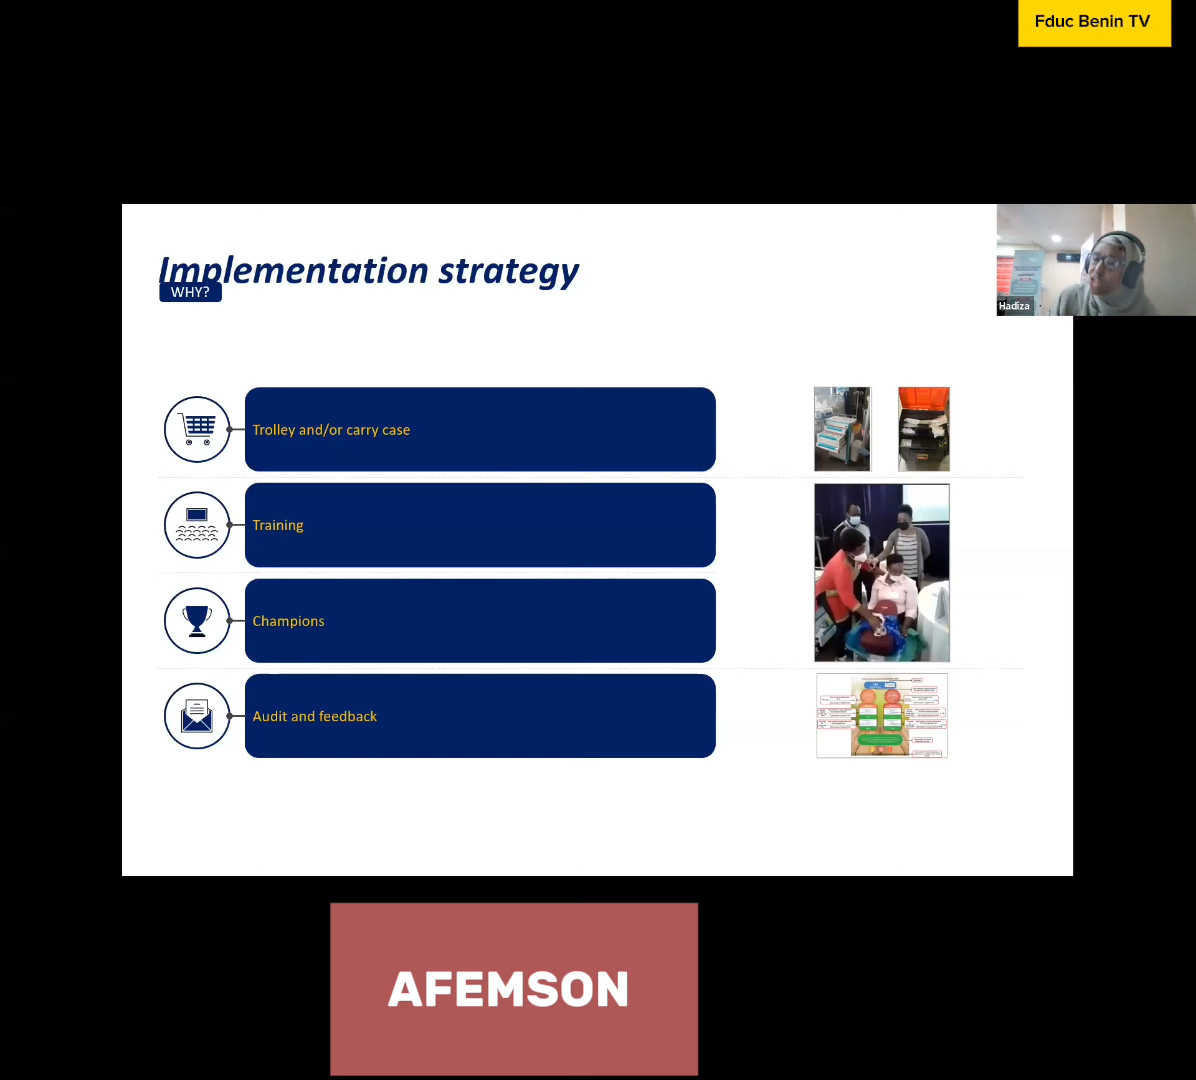 Fduc Benin TV
Implementation strategy
WHY?
Hadiza
Trolley and/or carry case
Training
Champions
Audit and feedback
AFEMSON